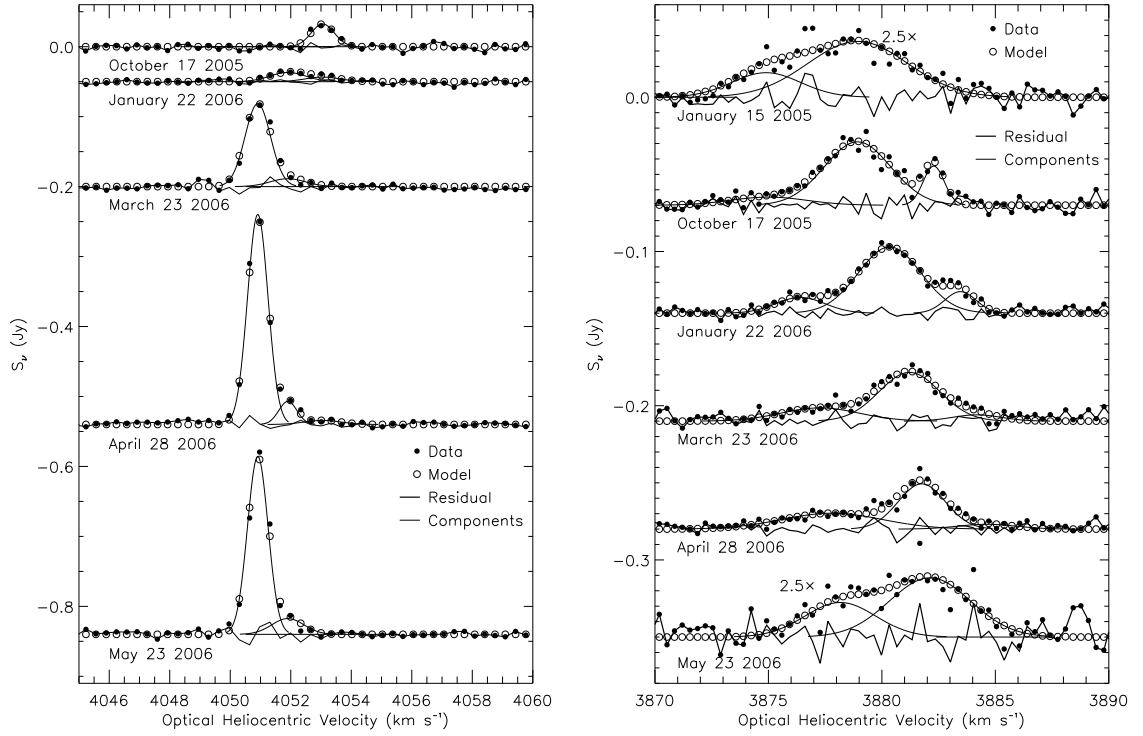 0.0
October 17 2005
January 22 2006
−0.2
March 23 2006
−0.4
April 28 2006
Data
−0.6
Model
Residual
Components
−0.8
May 23 2006
4046 4048 4050 4052 4054 4056 4058 4060
Optical Heliocentric Velocity (km s⁻¹)
Sν (Jy)
2.5×
Data
Model
0.0
January 15 2005
Residual
Components
October 17 2005
−0.1
January 22 2006
−0.2
March 23 2006
April 28 2006
−0.3
2.5×
May 23 2006
3870 3875 3880 3885 3890
Optical Heliocentric Velocity (km s⁻¹)
Sν (Jy)